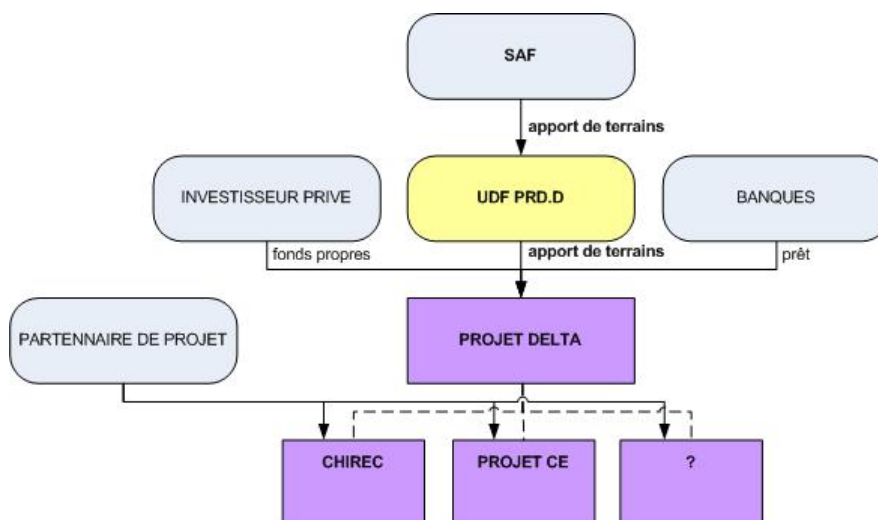 SAF
apport de terrains
INVESTISSEUR PRIVE
UDF PRD.D
BANQUES
fonds propres
apport de terrains
prêt
PARTENNAIRE DE PROJET
PROJET DELTA
CHIREC
PROJET CE
?